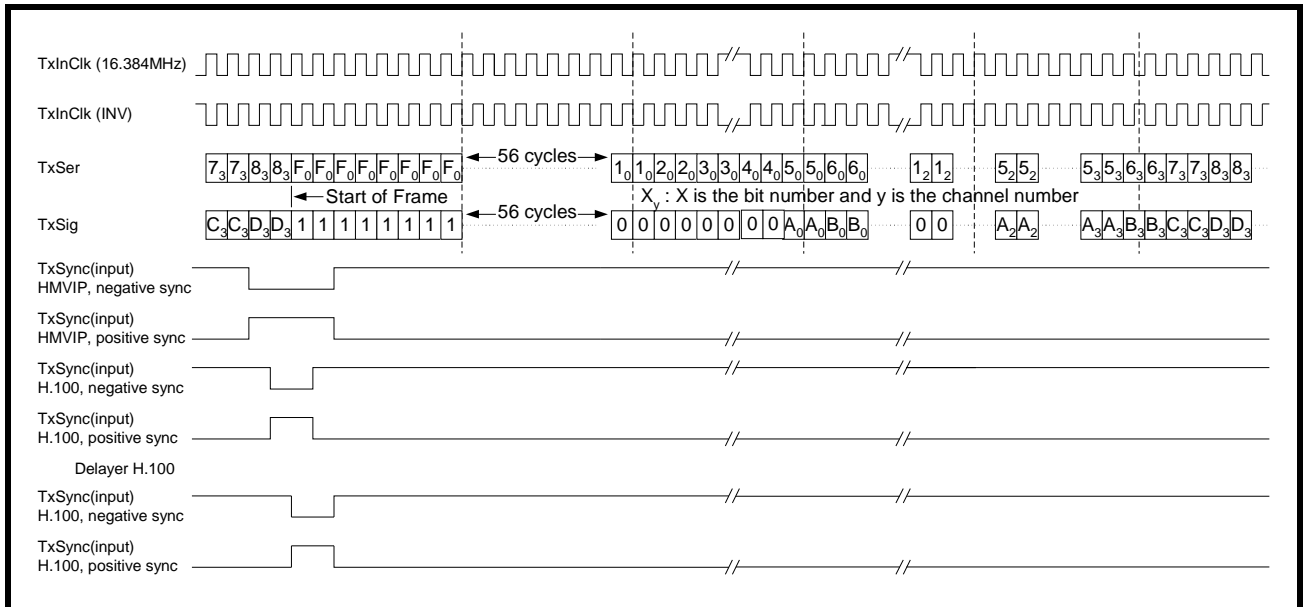 TxInClk (16.384MHz)
TxInClk (INV)
TxSer 7₃ 7₃ 8₃ 8₃ F₀ F₀ F₀ F₀ F₀ F₀ F₀ F₀ 56 cycles 1₀ 1₀ 2₀ 2₀ 3₀ 3₀ 4₀ 4₀ 5₀ 5₀ 6₀ 6₀ 1₂ 1₂ 5₂ 5₂ 5₃ 5₃ 6₃ 6₃ 7₃ 7₃ 8₃ 8₃
Start of Frame Xᵧ : X is the bit number and y is the channel number
TxSig C₃ C₃ D₃ D₃ 1 1 1 1 1 1 1 1 56 cycles 0 0 0 0 0 0 0 0 A₀ A₀ B₀ B₀ 0 0 A₂ A₂ A₃ A₃ B₃ B₃ C₃ C₃ D₃ D₃
TxSync(input)
HMVIP, negative sync
TxSync(input)
HMVIP, positive sync
TxSync(input)
H.100, negative sync
TxSync(input)
H.100, positive sync
Delayer H.100
TxSync(input)
H.100, negative sync
TxSync(input)
H.100, positive sync